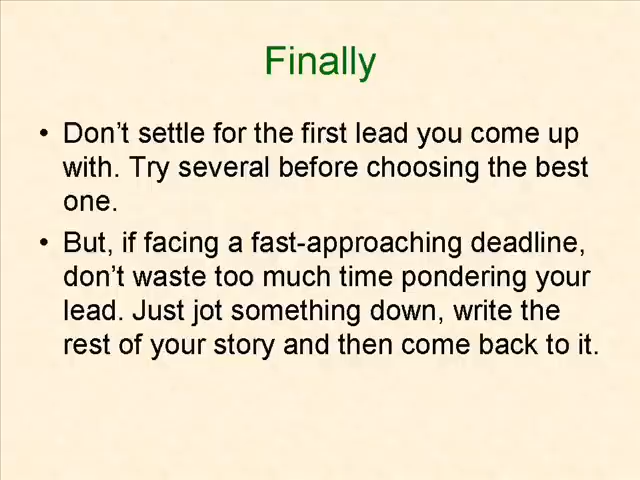 Finally
• Don't settle for the first lead you come up
with. Try several before choosing the best
one.
• But, if facing a fast-approaching deadline,
don't waste too much time pondering your
lead. Just jot something down, write the
rest of your story and then come back to it.